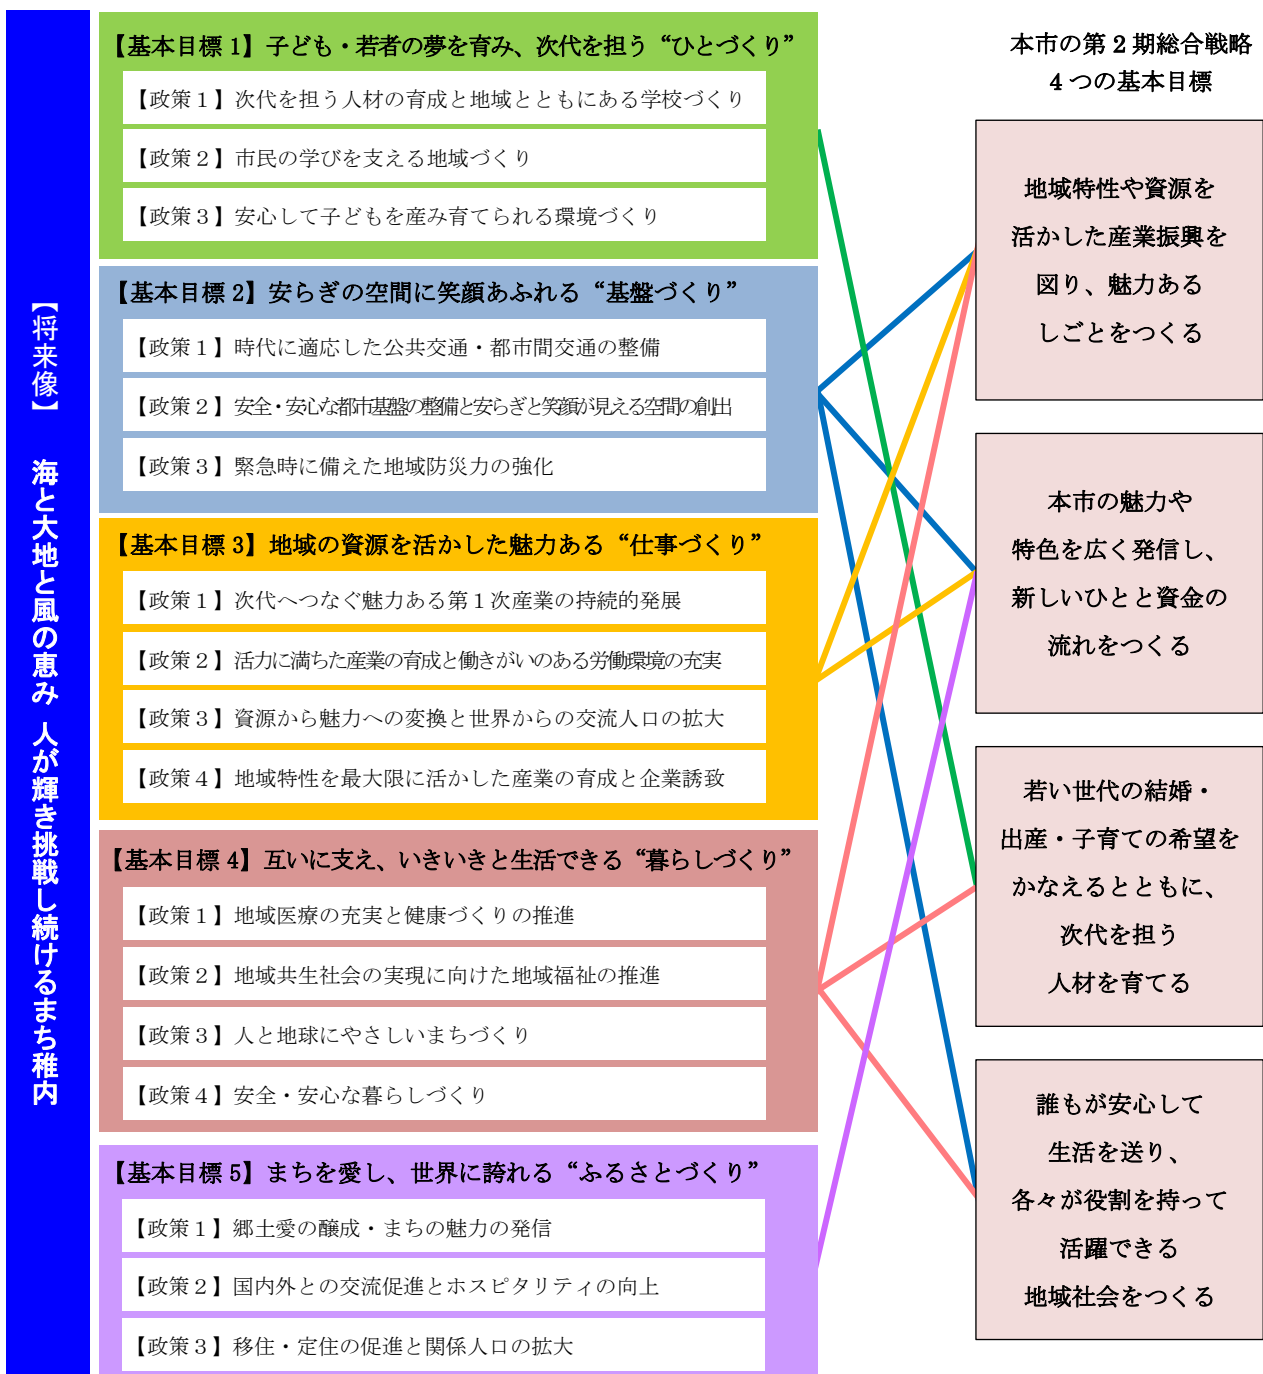 【将来像】 海と大地と風の恵み 人が輝き挑戦し続けるまち稚内
【基本目標 1】子ども・若者の夢を育み、次代を担う“ひとづくり”
【政策１】次代を担う人材の育成と地域とともにある学校づくり
【政策２】市民の学びを支える地域づくり
【政策３】安心して子どもを産み育てられる環境づくり
【基本目標 2】安らぎの空間に笑顔あふれる“基盤づくり”
【政策１】時代に適応した公共交通・都市間交通の整備
【政策２】安全・安心な都市基盤の整備と安らぎと笑顔が見える空間の創出
【政策３】緊急時に備えた地域防災力の強化
【基本目標 3】地域の資源を活かした魅力ある“仕事づくり”
【政策１】次代へつなぐ魅力ある第１次産業の持続的発展
【政策２】活力に満ちた産業の育成と働きがいのある労働環境の充実
【政策３】資源から魅力への変換と世界からの交流人口の拡大
【政策４】地域特性を最大限に活かした産業の育成と企業誘致
【基本目標 4】互いに支え、いきいきと生活できる“暮らしづくり”
【政策１】地域医療の充実と健康づくりの推進
【政策２】地域共生社会の実現に向けた地域福祉の推進
【政策３】人と地球にやさしいまちづくり
【政策４】安全・安心な暮らしづくり
【基本目標 5】まちを愛し、世界に誇れる“ふるさとづくり”
【政策１】郷土愛の醸成・まちの魅力の発信
【政策２】国内外との交流促進とホスピタリティの向上
【政策３】移住・定住の促進と関係人口の拡大
本市の第２期総合戦略
４つの基本目標
地域特性や資源を
活かした産業振興を
図り、魅力ある
しごとをつくる
本市の魅力や
特色を広く発信し、
新しいひとと資金の
流れをつくる
若い世代の結婚・
出産・子育ての希望を
かなえるとともに、
次代を担う
人材を育てる
誰もが安心して
生活を送り、
各々が役割を持って
活躍できる
地域社会をつくる